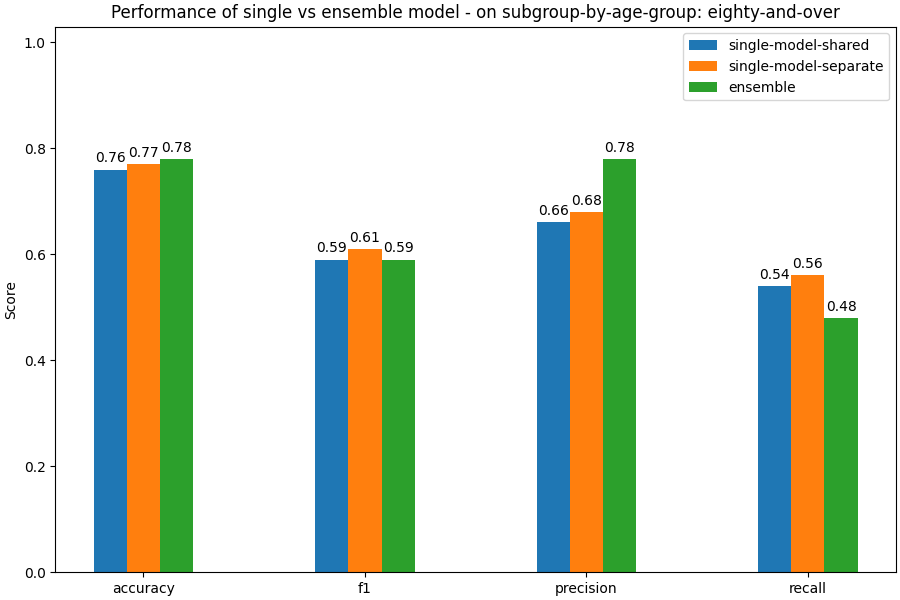 Performance of single vs ensemble model - on subgroup-by-age-group: eighty-and-over
1.0
0.8
0.6
0.4
0.2
0.0
Score
single-model-shared
single-model-separate
ensemble
0.76 0.77 0.78
0.59 0.61 0.59
0.66 0.68 0.78
0.54 0.56 0.48
accuracy f1 precision recall